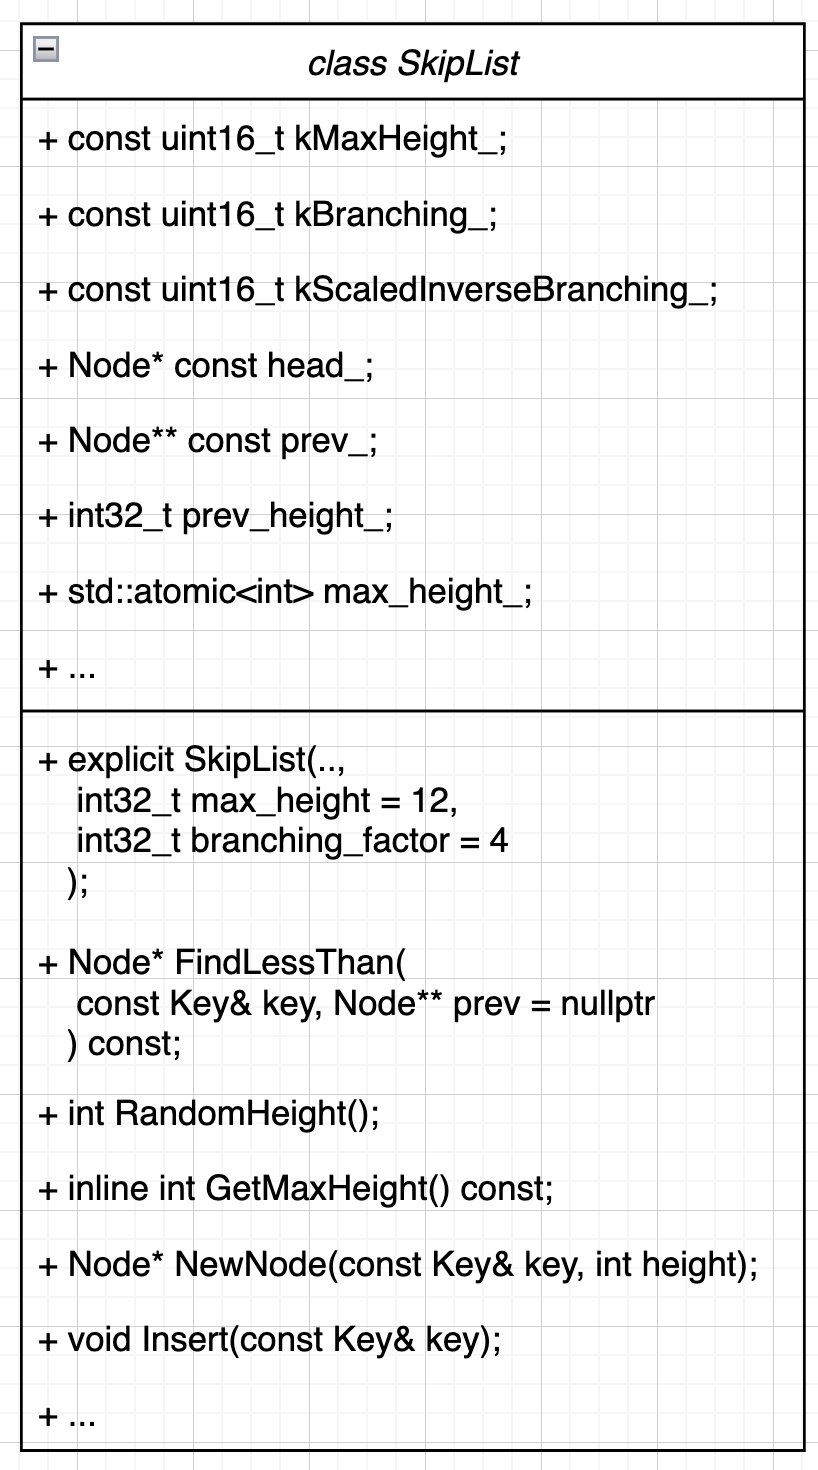 class SkipList
+ const uint16_t kMaxHeight_;
+ const uint16_t kBranching_;
+ const uint16_t kScaledInverseBranching_;
+ Node* const head_;
+ Node** const prev_;
+ int32_t prev_height_;
+ std::atomic<int> max_height_;
+ ...
+ explicit SkipList(..,
int32_t max_height = 12,
int32_t branching_factor = 4
);
+ Node* FindLessThan(
const Key& key, Node** prev = nullptr
) const;
+ int RandomHeight();
+ inline int GetMaxHeight() const;
+ Node* NewNode(const Key& key, int height);
+ void Insert(const Key& key);
+ ...